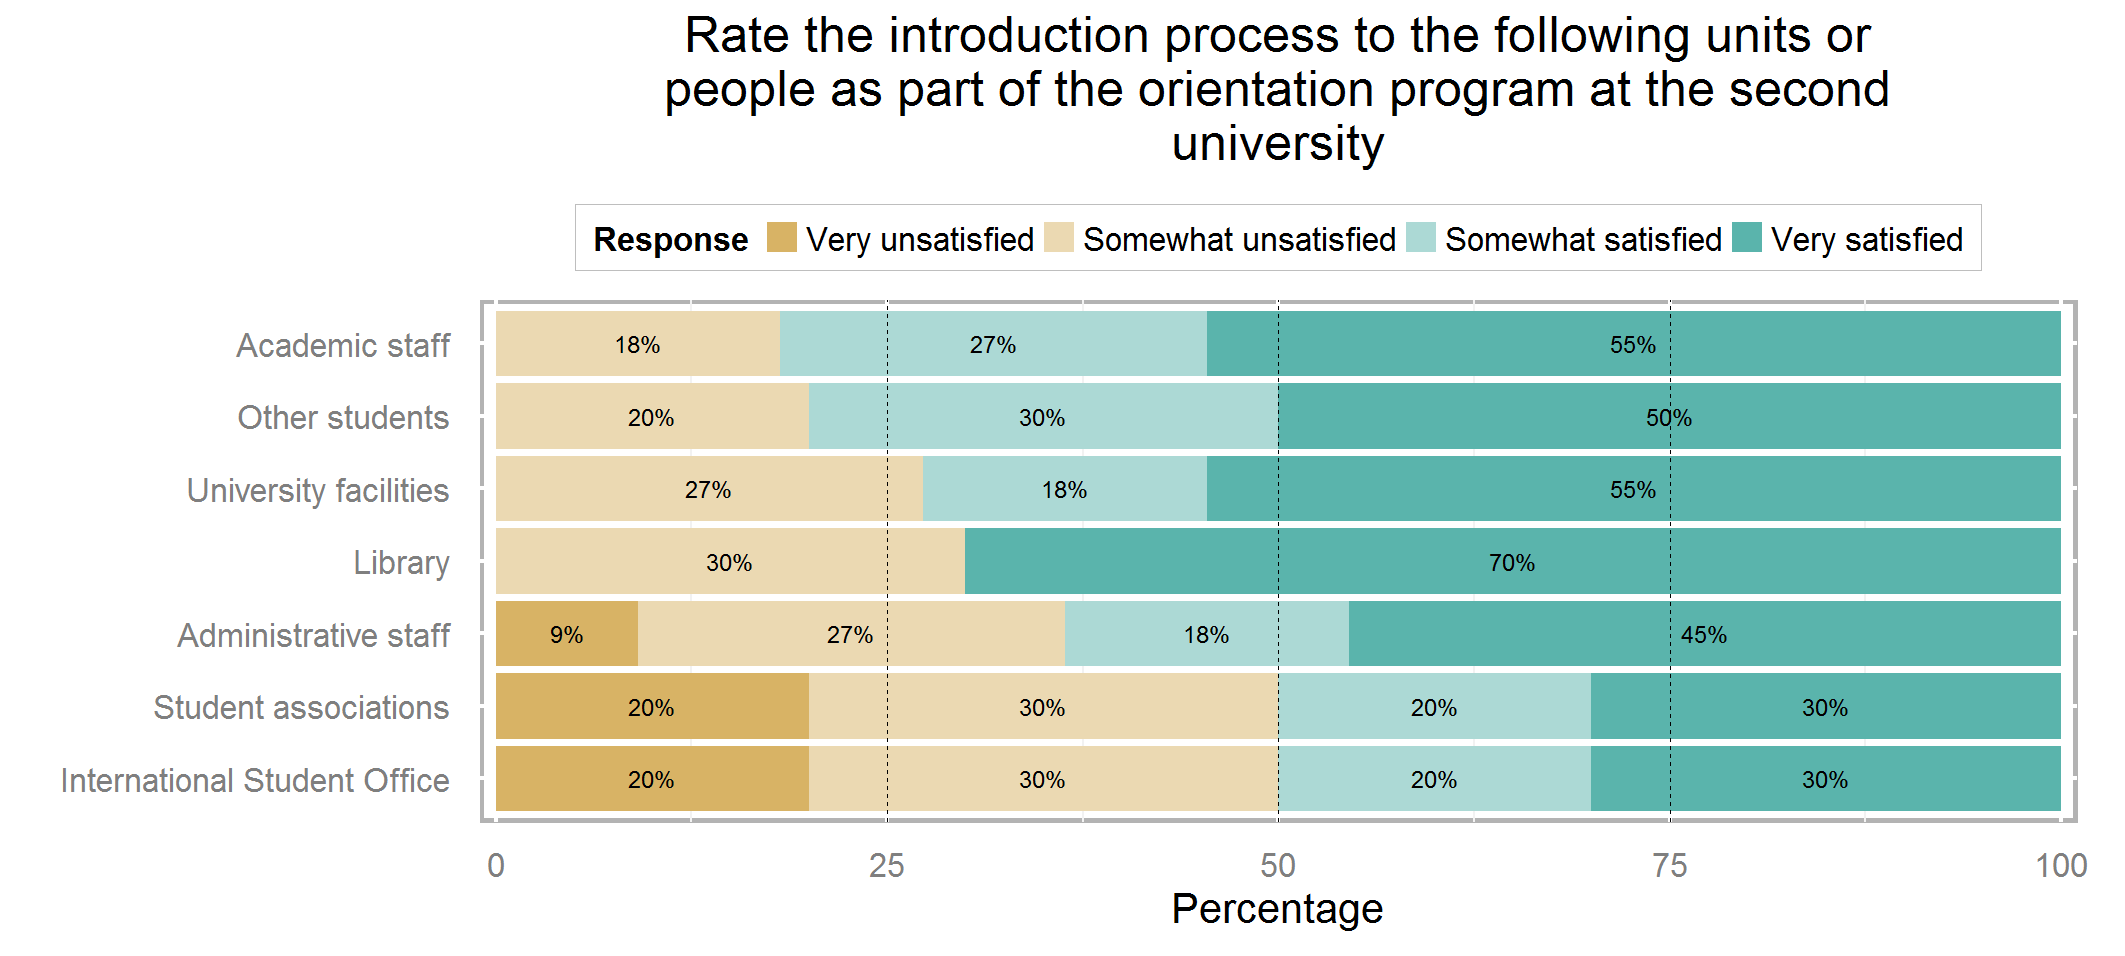 Rate the introduction process to the following units or
people as part of the orientation program at the second
university
Response Very unsatisfied Somewhat unsatisfied Somewhat satisfied Very satisfied
Academic staff 18% 27% 55%
Other students 20% 30% 50%
University facilities 27% 18% 55%
Library 30% 70%
Administrative staff 9% 27% 18% 45%
Student associations 20% 30% 20% 30%
International Student Office 20% 30% 20% 30%
0 25 50 75 100
Percentage